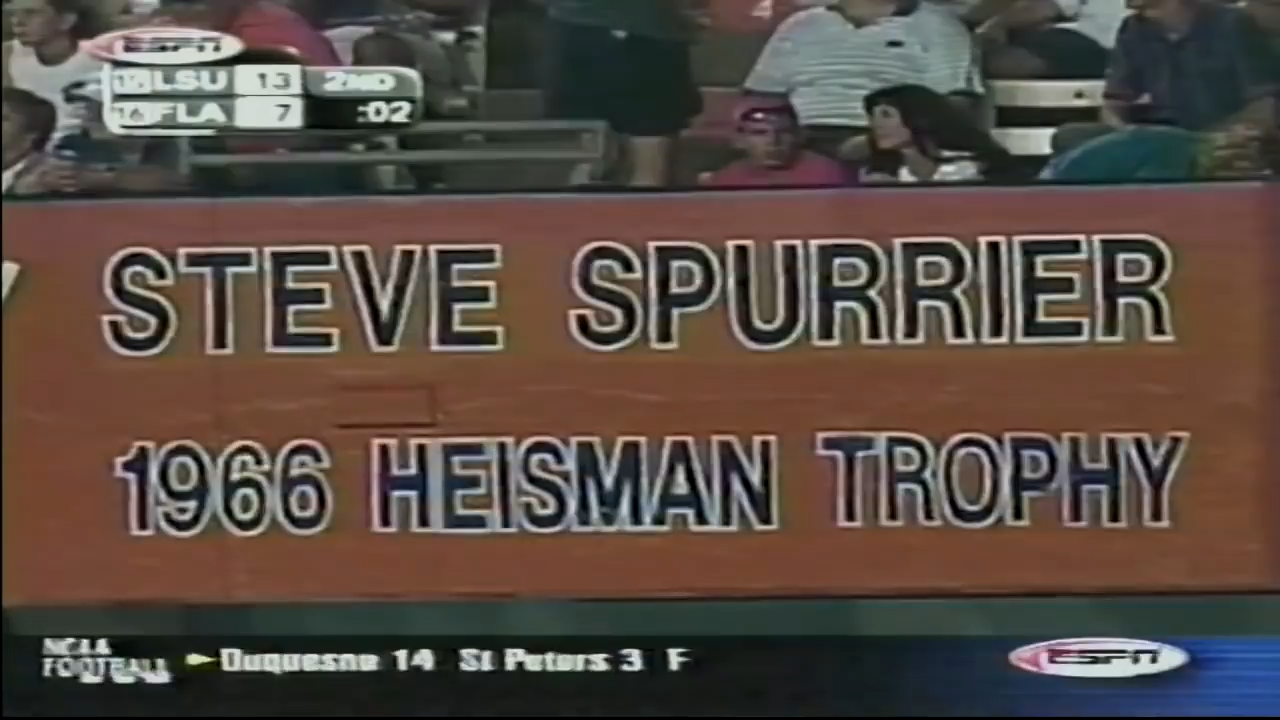 ESPN
LSU 13 2ND
16 FLA 7 :02
STEVE SPURRIER
1966 HEISMAN TROPHY
NCAA FOOTBALL
Duquesne 14 St Peters 3 F
ESPN